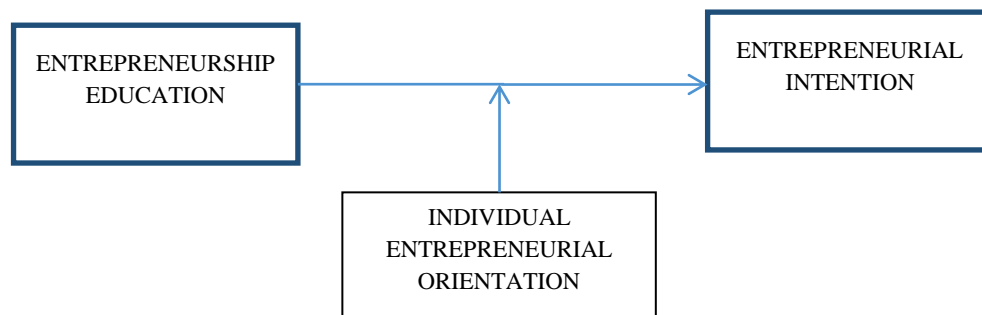 ENTREPRENEURSHIP
EDUCATION
ENTREPRENEURIAL
INTENTION
INDIVIDUAL
ENTREPRENEURIAL
ORIENTATION